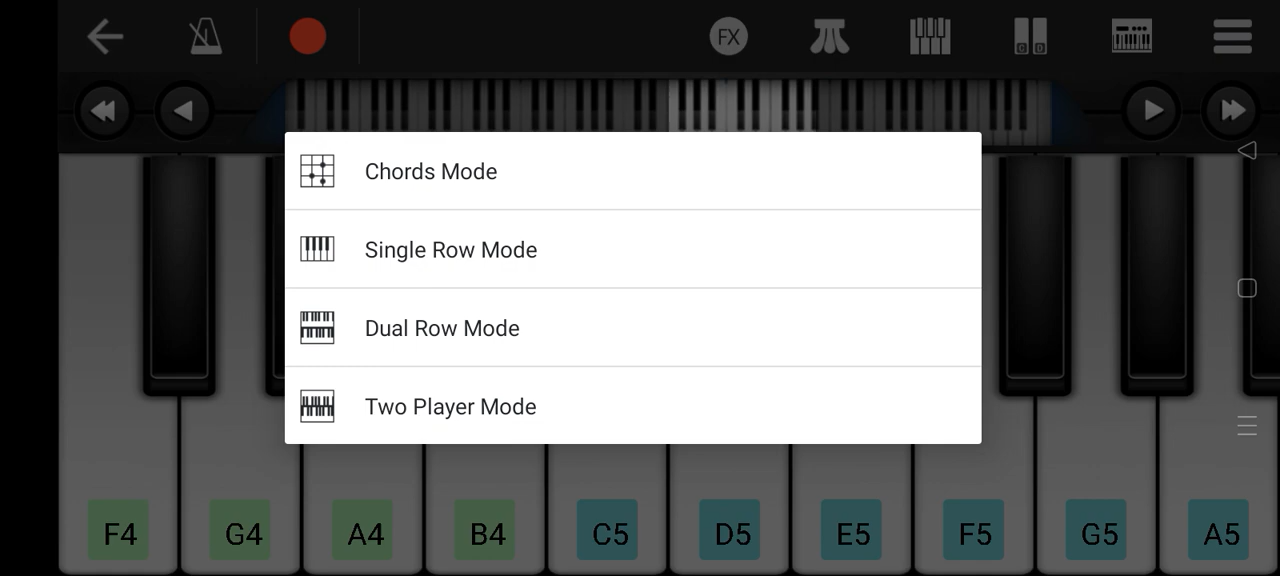 FX
Chords Mode
Single Row Mode
Dual Row Mode
Two Player Mode
F4 G4 A4 B4 C5 D5 E5 F5 G5 A5